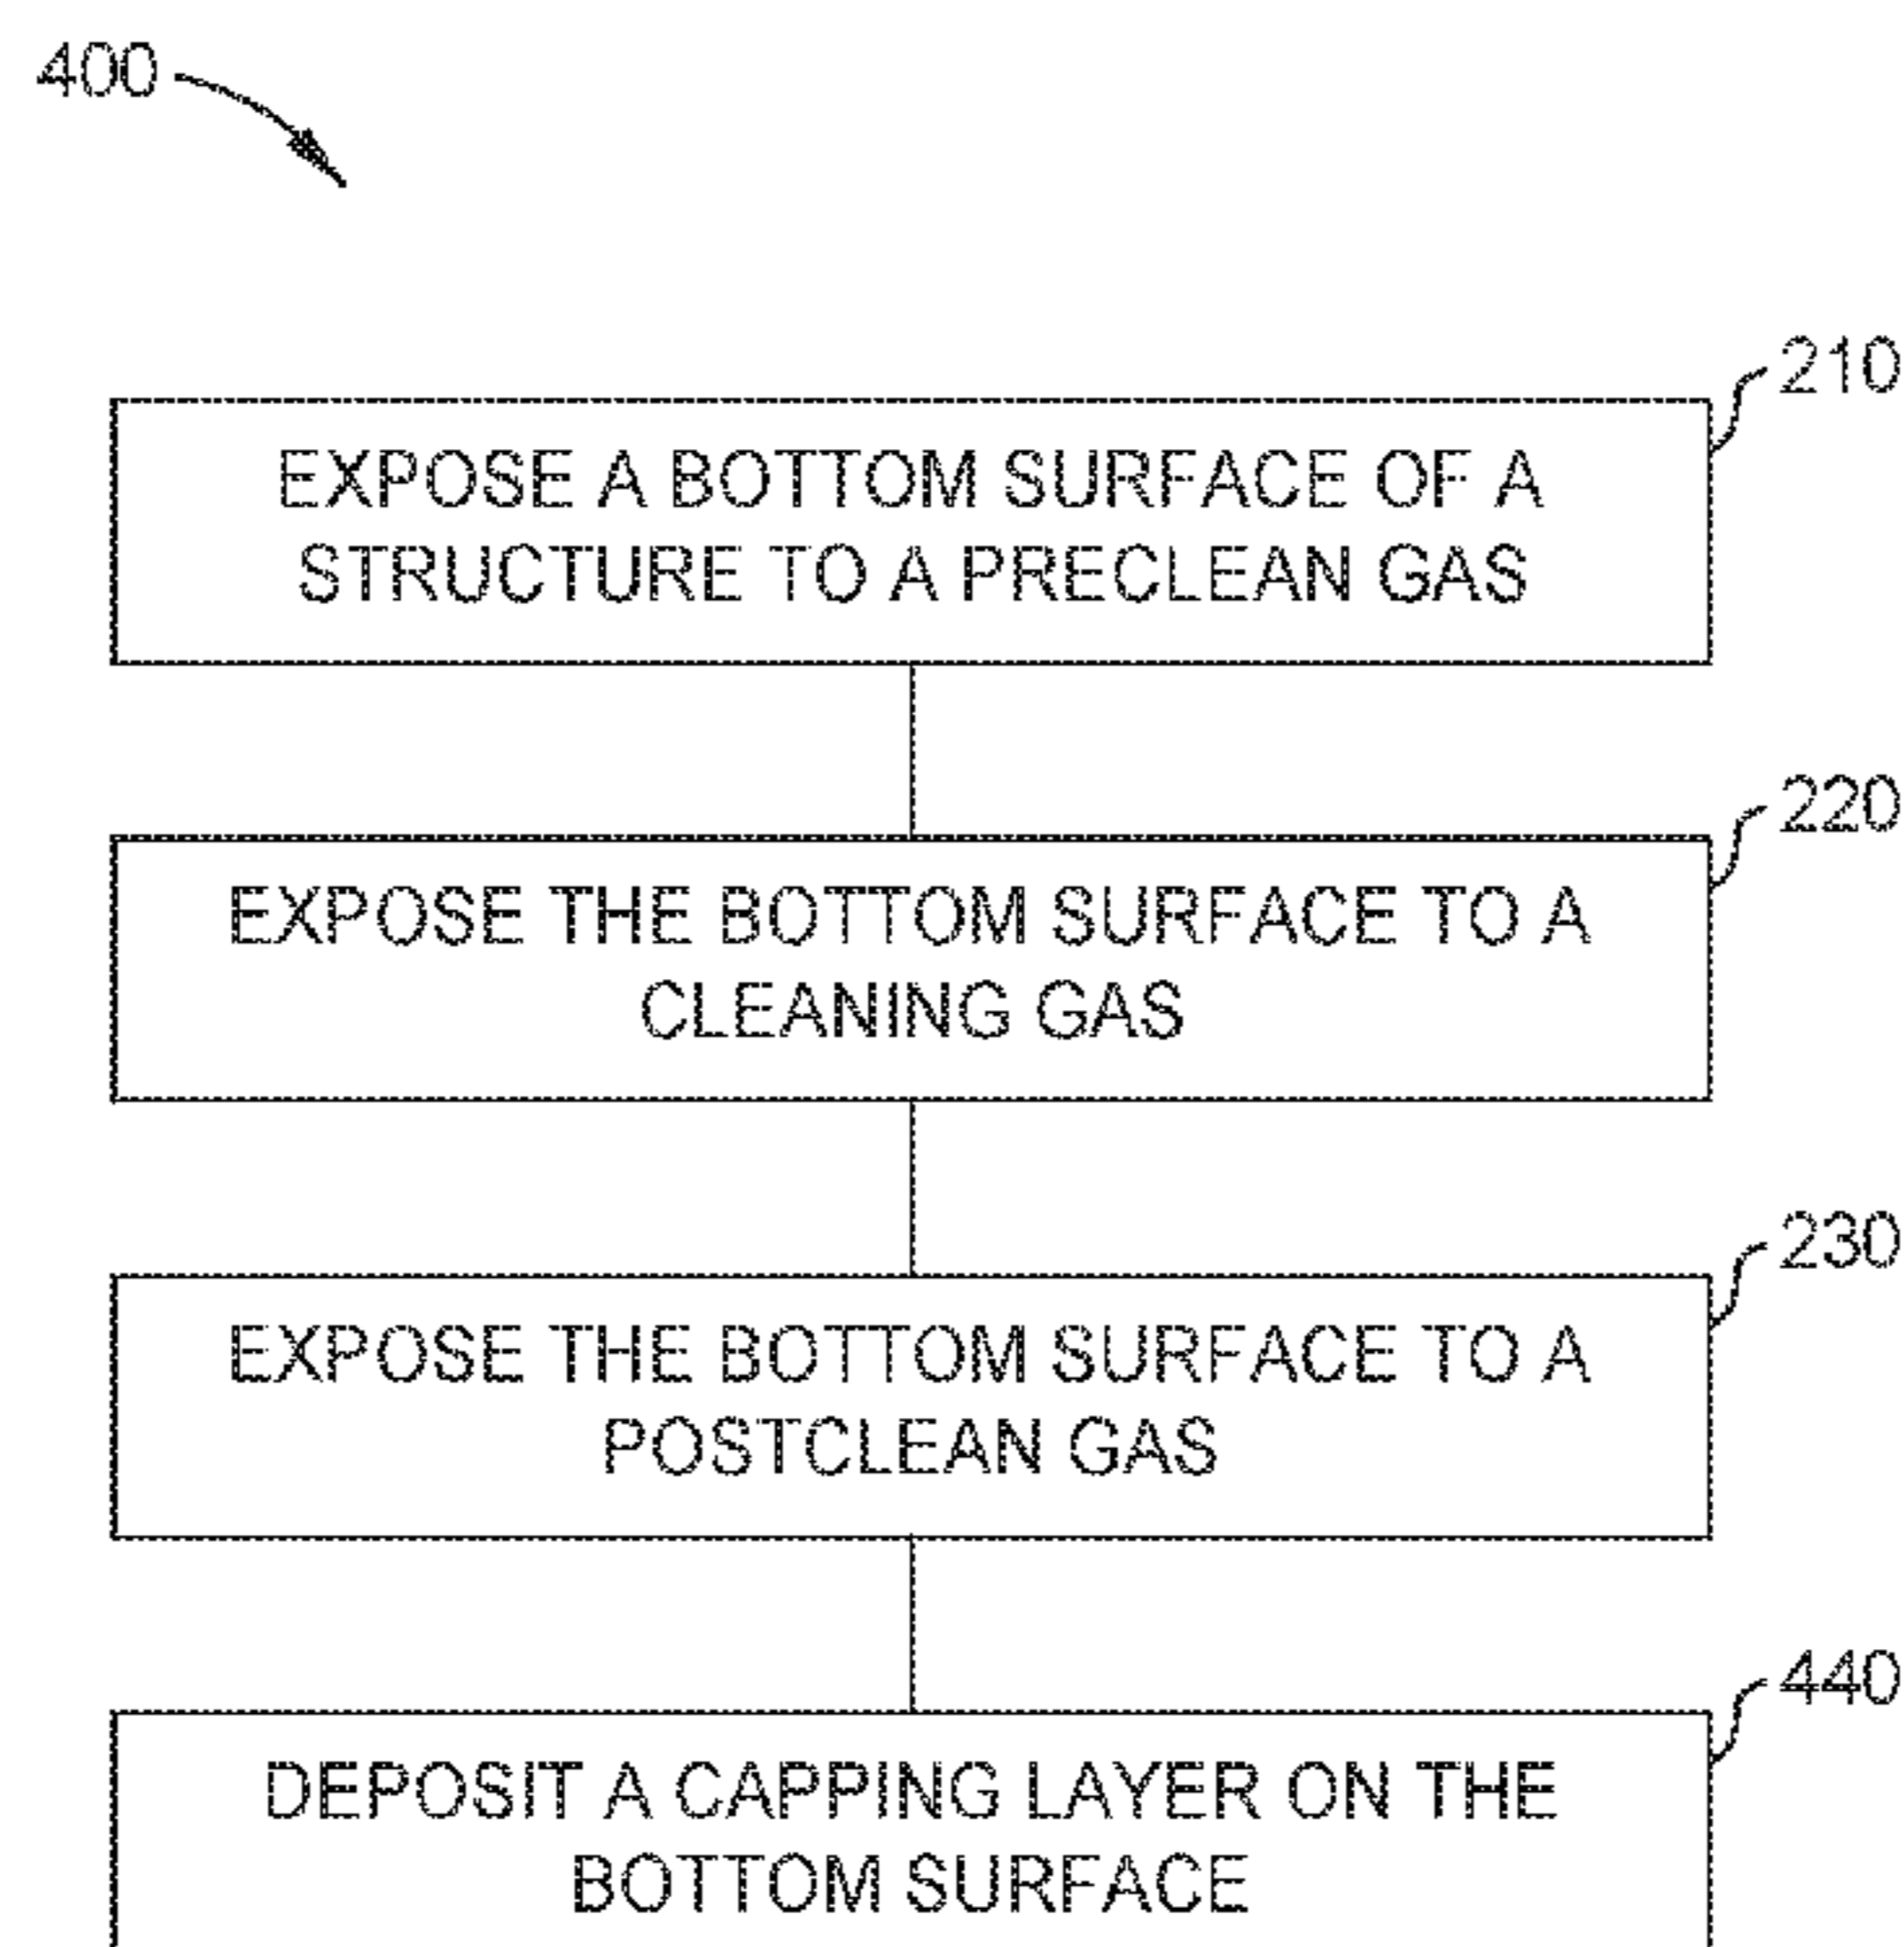 400
210
EXPOSE A BOTTOM SURFACE OF A
STRUCTURE TO A PRECLEAN GAS
220
EXPOSE THE BOTTOM SURFACE TO A
CLEANING GAS
230
EXPOSE THE BOTTOM SURFACE TO A
POSTCLEAN GAS
440
DEPOSIT A CAPPING LAYER ON THE
BOTTOM SURFACE